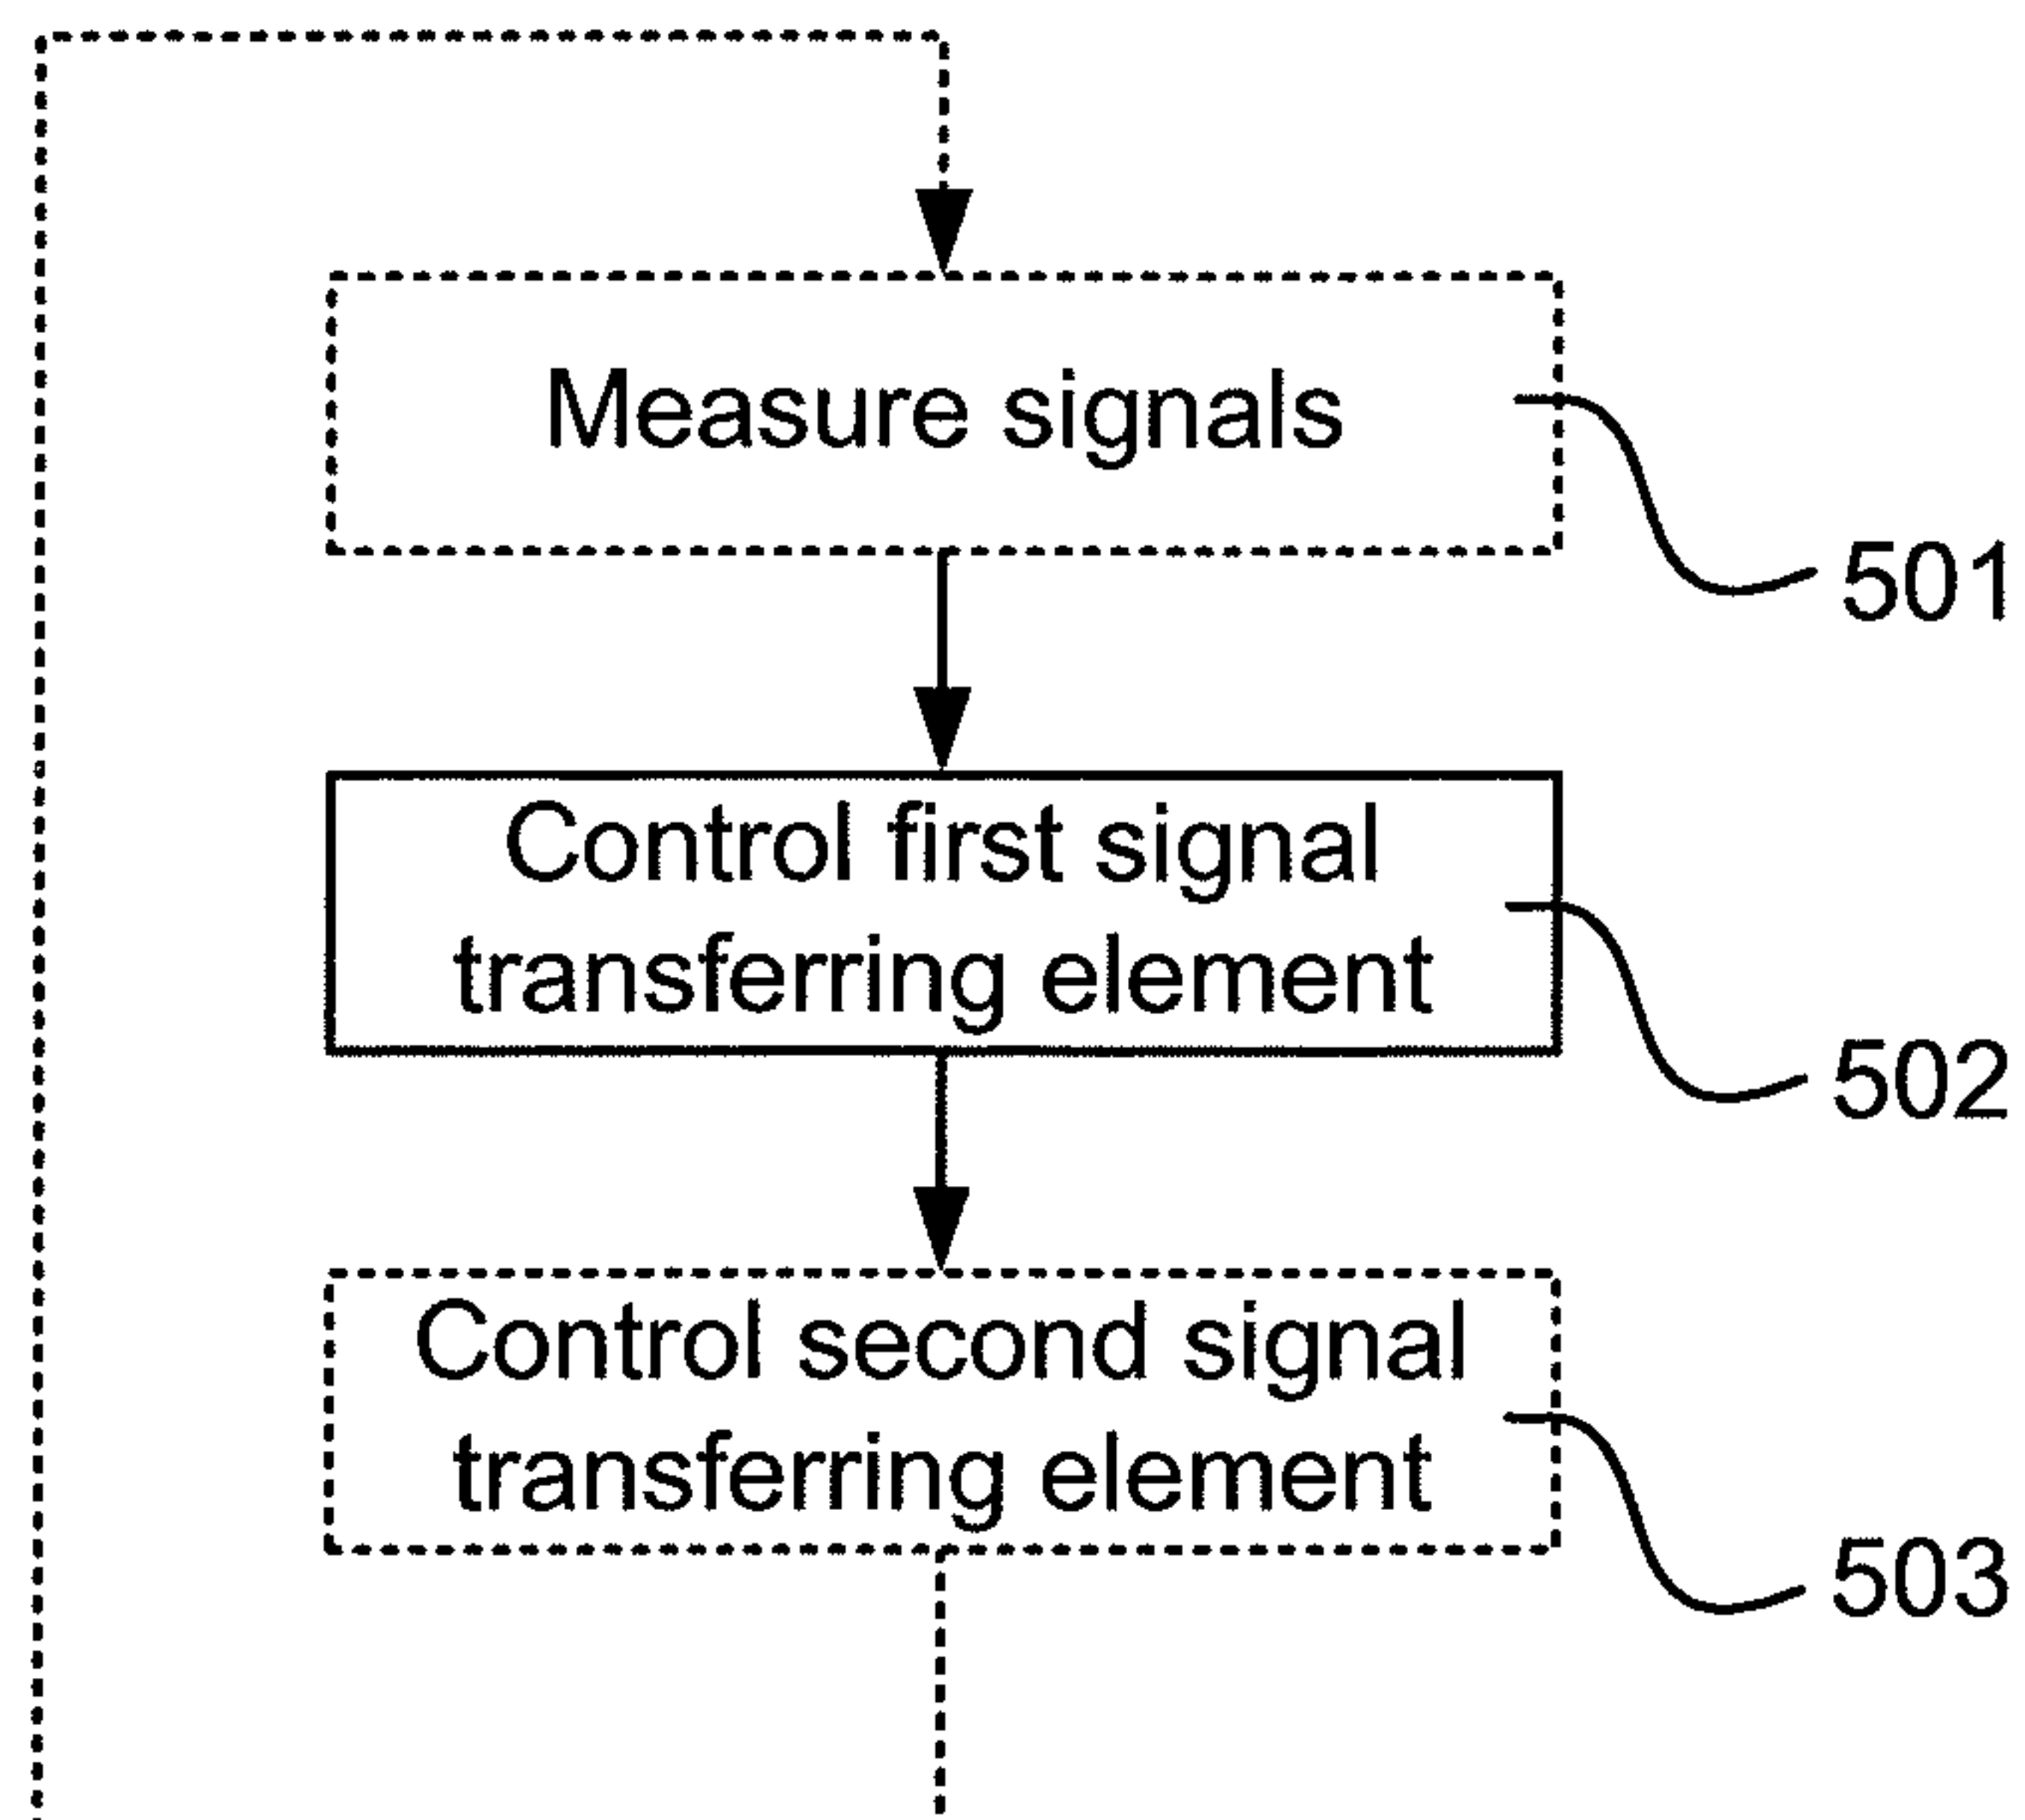 Measure signals
501
Control first signal
transferring element
502
Control second signal
transferring element
503